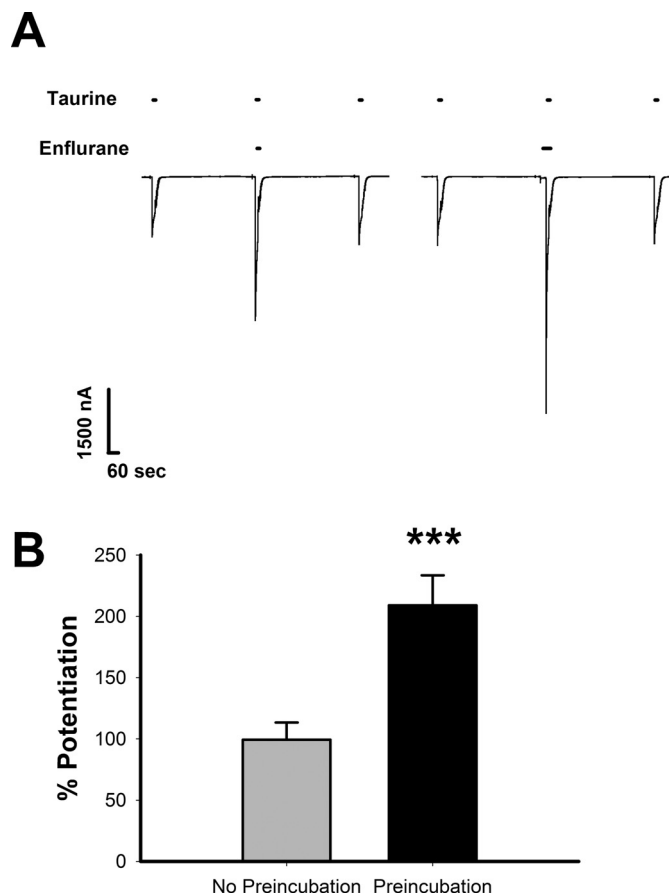 A
Taurine
Enflurane
1500 nA
60 sec
B
***
% Potentiation
250
200
150
100
50
0
No Preincubation Preincubation